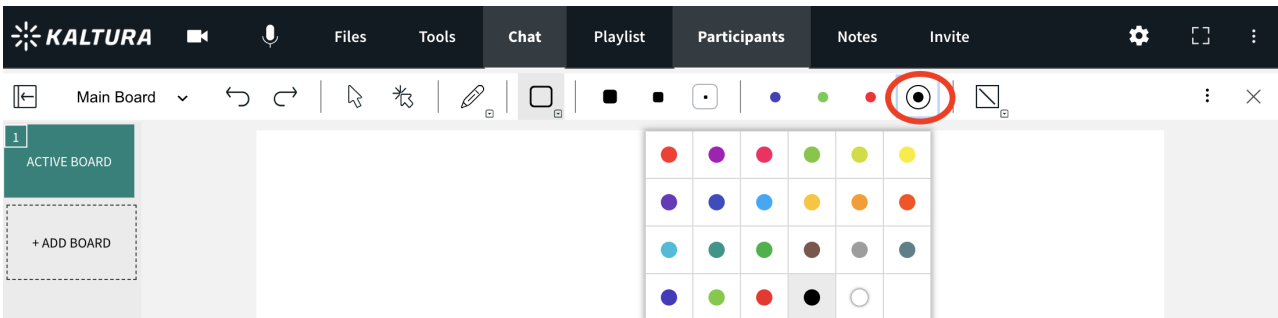 KALTURA Files Tools Chat Playlist Participants Notes Invite
Main Board
1
ACTIVE BOARD
+ ADD BOARD